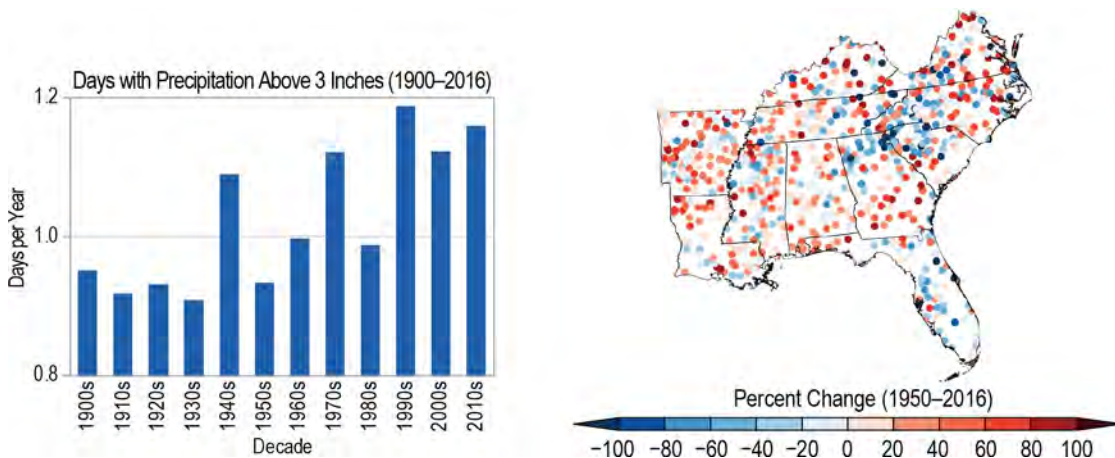 Days with Precipitation Above 3 Inches (1900–2016)
1.2
1.0
0.8
Days per Year
1900s
1910s
1920s
1930s
1940s
1950s
1960s
1970s
1980s
1990s
2000s
2010s
Decade
Percent Change (1950–2016)
−100 −80 −60 −40 −20 0 20 40 60 80 100